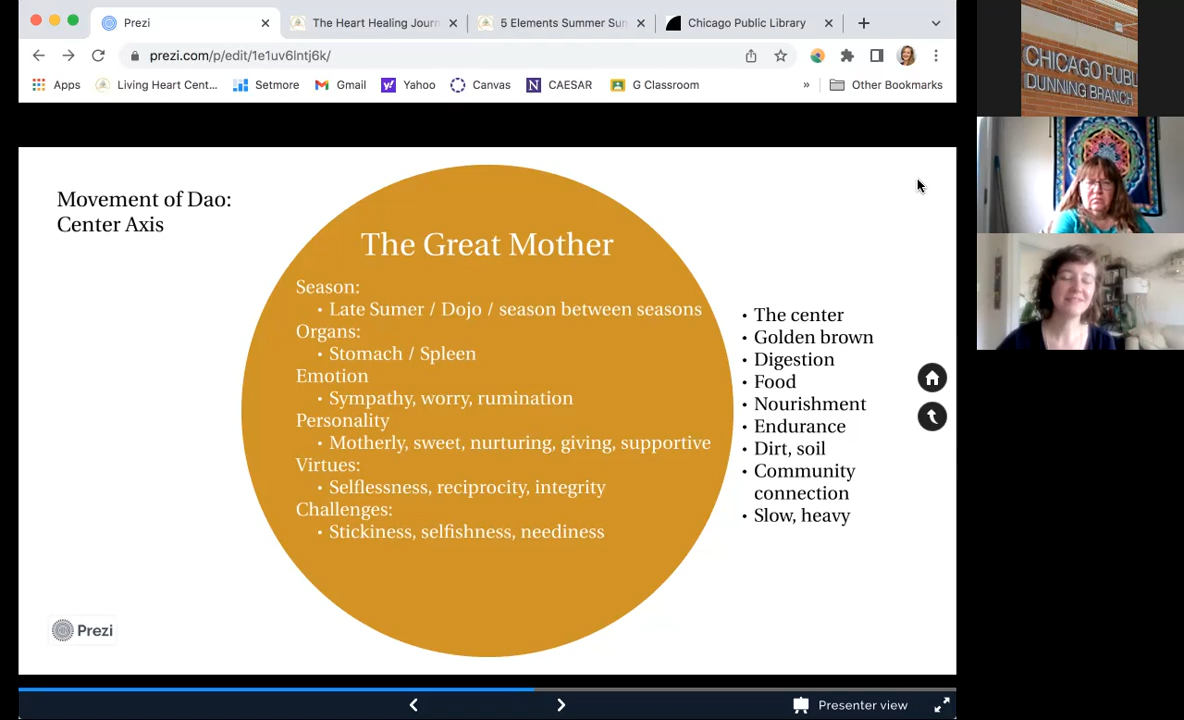 Prezi
The Heart Healing Journ
5 Elements Summer Sun
Chicago Public Library
prezi.com/p/edit/1e1uv6lntj6k/
Apps
Living Heart Cent...
Setmore
Gmail
Yahoo
Canvas
CAESAR
G Classroom
»
Other Bookmarks
CHICAGO PUBL
DUNNING BRANCH
Movement of Dao:
Center Axis
The Great Mother
Season:
• Late Sumer / Dojo / season between seasons
Organs:
• Stomach / Spleen
Emotion
• Sympathy, worry, rumination
Personality
• Motherly, sweet, nurturing, giving, supportive
Virtues:
• Selflessness, reciprocity, integrity
Challenges:
• Stickiness, selfishness, neediness
• The center
• Golden brown
• Digestion
• Food
• Nourishment
• Endurance
• Dirt, soil
• Community
connection
• Slow, heavy
Prezi
Presenter view